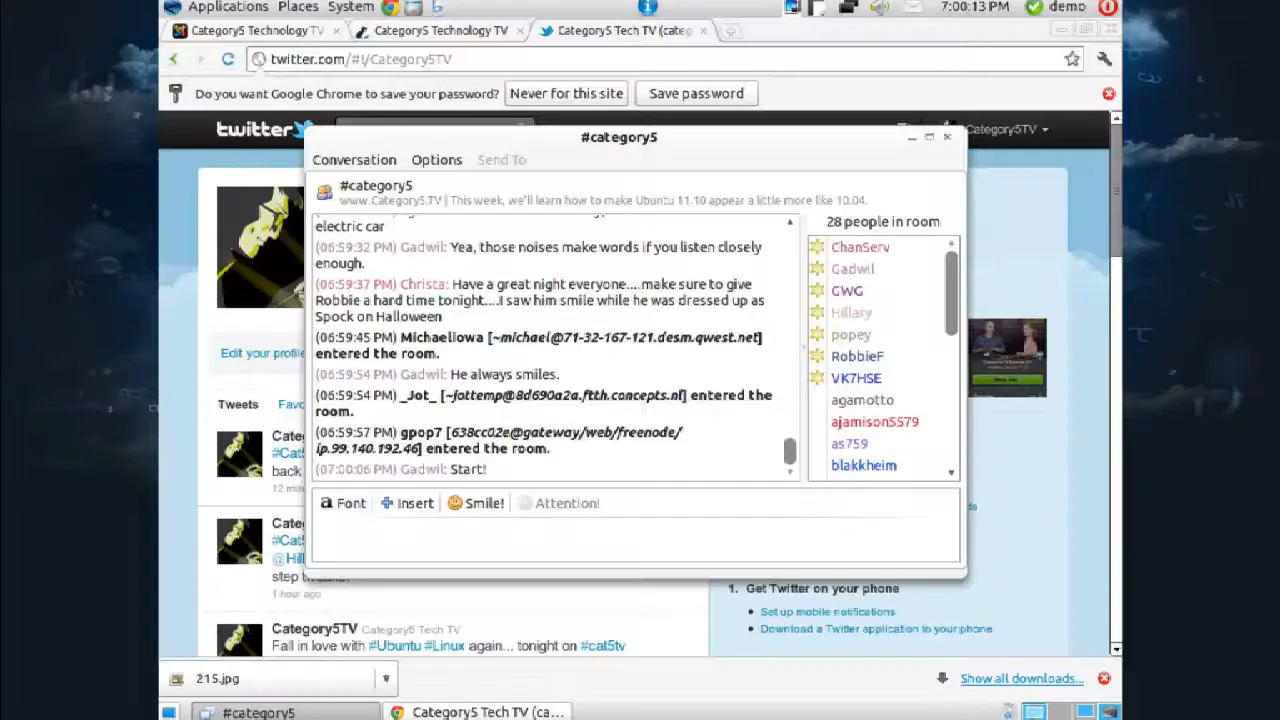 Applications Places System 7:00:13 PM demo
Category5 Technology TV Category5 Technology TV Category5 Tech TV (categ
twitter.com/#!/Category5TV
Do you want Google Chrome to save your password? Never for this site Save password
twitter Category5TV
#category5
Conversation Options Send To
#category5
www.Category5.TV | This week, we'll learn how to make Ubuntu 11.10 appear a little more like 10.04.
28 people in room
electric car
(06:59:32 PM) Gadwil: Yea, those noises make words if you listen closely
enough.
(06:59:37 PM) Christa: Have a great night everyone....make sure to give
Robbie a hard time tonight....I saw him smile while he was dressed up as
Spock on Halloween
(06:59:45 PM) MichaelIowa [~michael@71-32-167-121.desm.qwest.net]
entered the room.
(06:59:54 PM) Gadwil: He always smiles.
(06:59:54 PM) _Jot_ [~jottemp@8d690a2a.ftth.concepts.nl] entered the
room.
(06:59:57 PM) gpop7 [638cc02e@gateway/web/freenode/
ip.99.140.192.46] entered the room.
(07:00:06 PM) Gadwil: Start!
ChanServ
Gadwil
GWG
Hillary
popey
RobbieF
VK7HSE
agamotto
ajamison5579
as759
blakkheim
Font Insert Smile! Attention!
Edit your profile
Tweets Favo
Cate
#Cat5
back
12 min
Cate
#Cat5
@Hill
step
1 hour ago
Category5TV Category5 Tech TV
Fall in love with #Ubuntu #Linux again... tonight on #cat5tv
1. Get Twitter on your phone
Set up mobile notifications
Download a Twitter application to your phone
215.jpg Show all downloads...
#category5 Category5 Tech TV (ca...